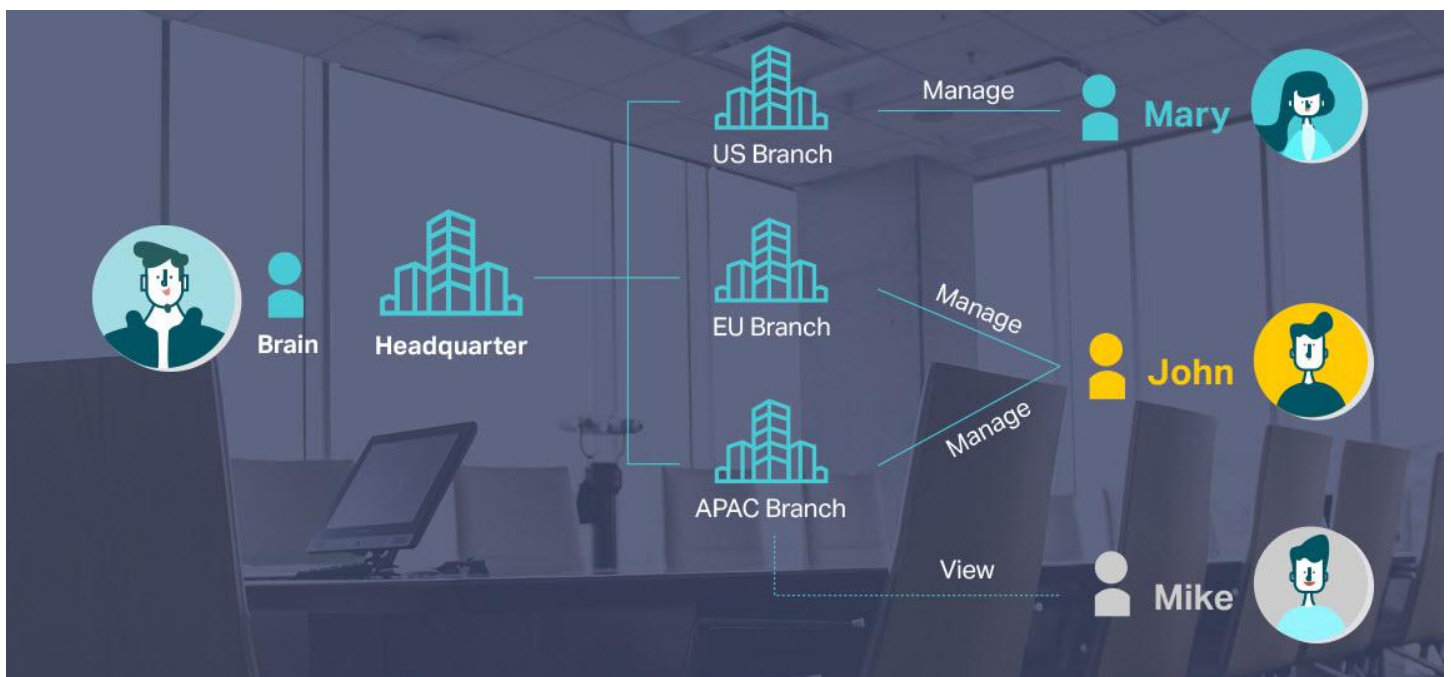 US Branch
Manage
Mary
Brain
Headquarter
EU Branch
Manage
John
Manage
APAC Branch
View
Mike